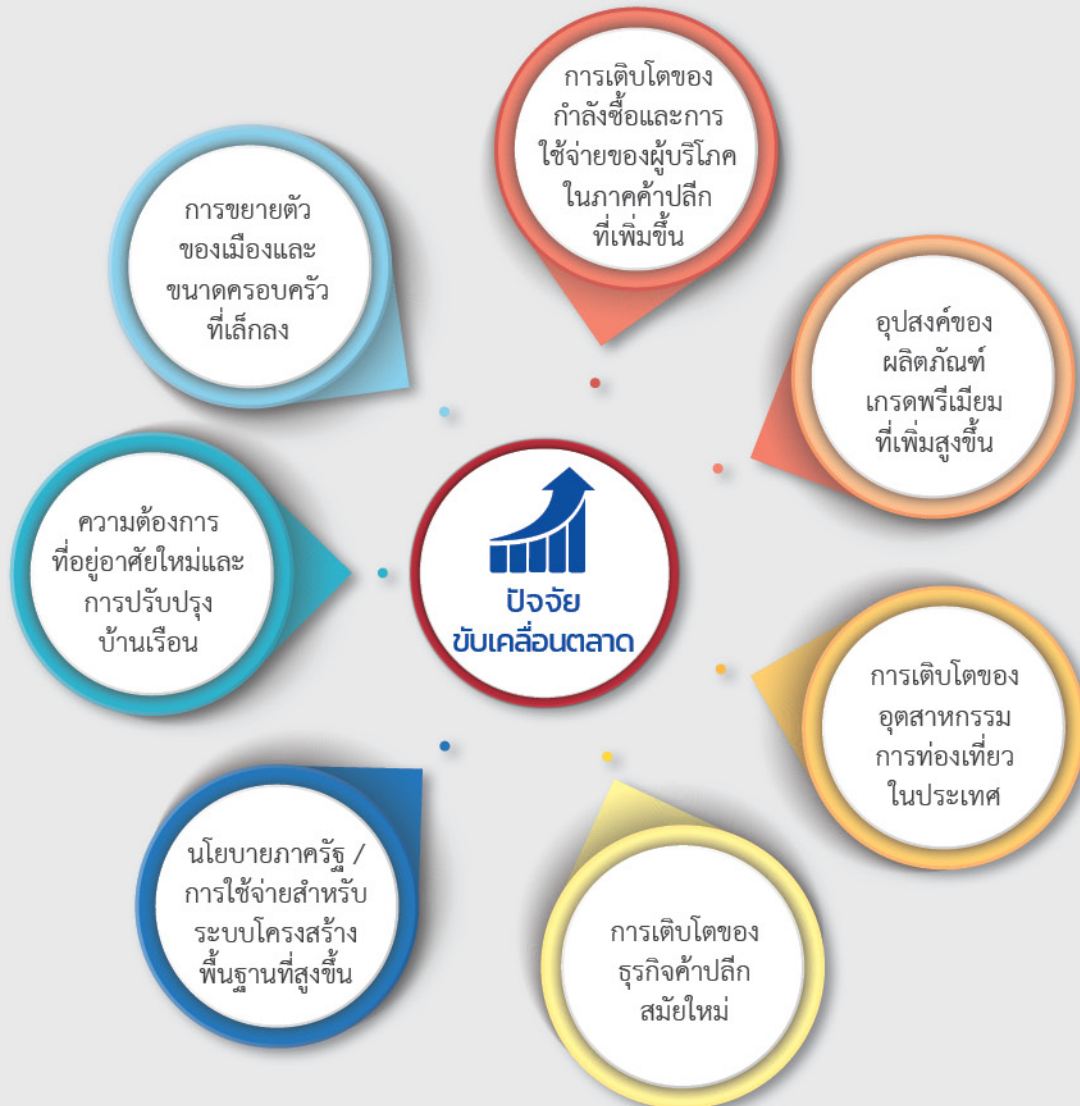 การเติบโตของ
กำลังซื้อและการ
ใช้จ่ายของผู้บริโภค
ในภาคค้าปลีก
ที่เพิ่มขึ้น
อุปสงค์ของ
ผลิตภัณฑ์
เกรดพรีเมียม
ที่เพิ่มสูงขึ้น
การเติบโตของ
อุตสาหกรรม
การท่องเที่ยว
ในประเทศ
การเติบโตของ
ธุรกิจค้าปลีก
สมัยใหม่
นโยบายภาครัฐ /
การใช้จ่ายสำหรับ
ระบบโครงสร้าง
พื้นฐานที่สูงขึ้น
ความต้องการ
ที่อยู่อาศัยใหม่และ
การปรับปรุง
บ้านเรือน
การขยายตัว
ของเมืองและ
ขนาดครอบครัว
ที่เล็กลง
ปัจจัย
ขับเคลื่อนตลาด